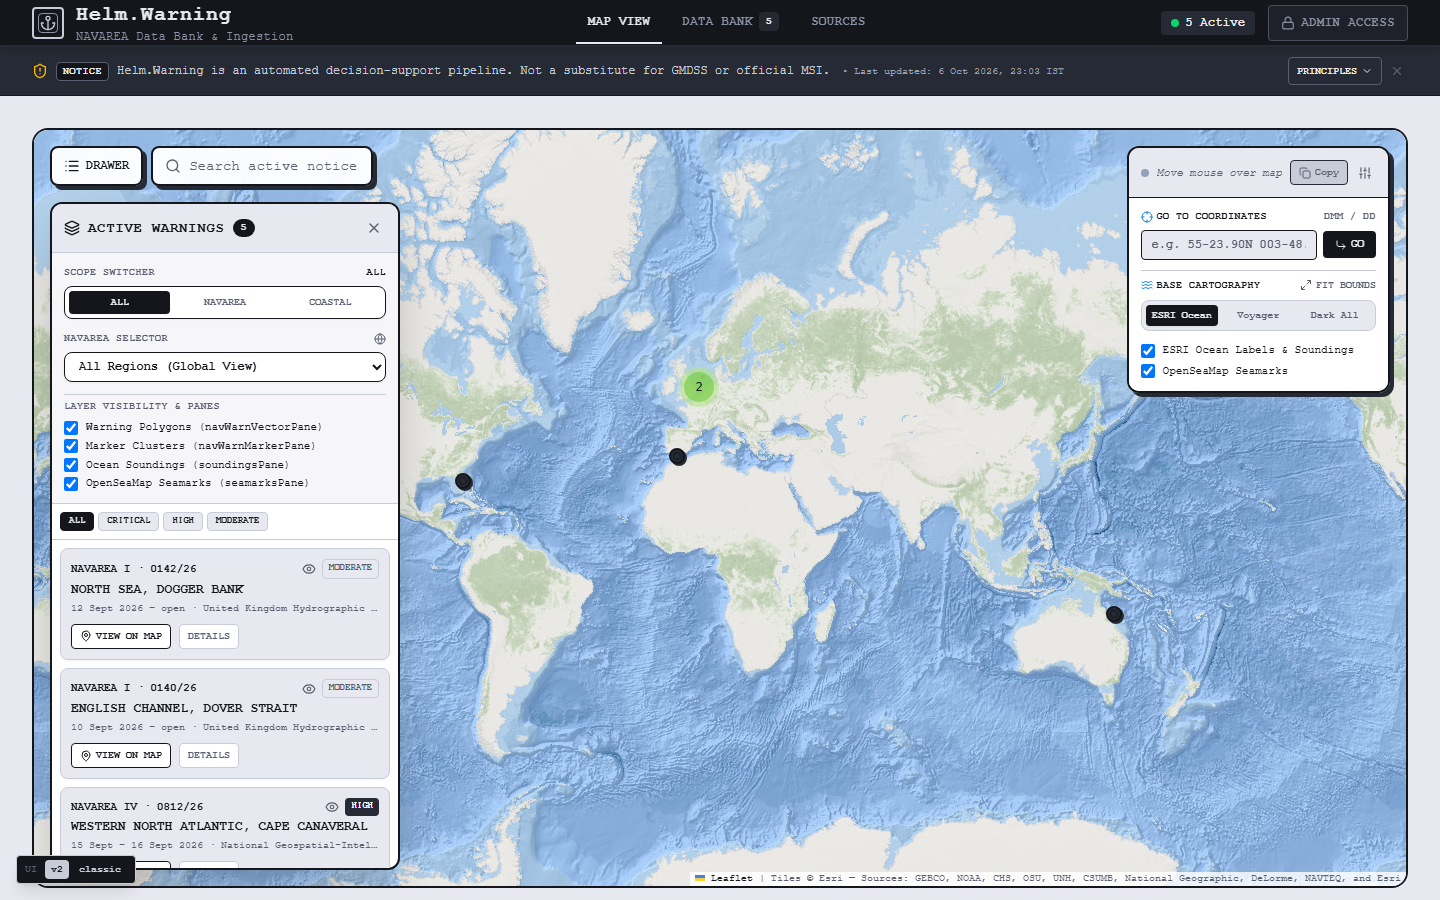 Helm.Warning
NAVAREA Data Bank & Ingestion
MAP VIEW
DATA BANK 5
SOURCES
5 Active
ADMIN ACCESS
NOTICE Helm.Warning is an automated decision-support pipeline. Not a substitute for GMDSS or official MSI. • Last updated: 6 Oct 2026, 23:03 IST
PRINCIPLES
DRAWER
Search active notice
ACTIVE WARNINGS 5
SCOPE SWITCHER ALL
ALL NAVAREA COASTAL
NAVAREA SELECTOR
All Regions (Global View)
LAYER VISIBILITY & PANES
Warning Polygons (navWarnVectorPane)
Marker Clusters (navWarnMarkerPane)
Ocean Soundings (soundingsPane)
OpenSeaMap Seamarks (seamarksPane)
ALL CRITICAL HIGH MODERATE
NAVAREA I · 0142/26 MODERATE
NORTH SEA, DOGGER BANK
12 Sept 2026 – open · United Kingdom Hydrographic …
VIEW ON MAP DETAILS
NAVAREA I · 0140/26 MODERATE
ENGLISH CHANNEL, DOVER STRAIT
10 Sept 2026 – open · United Kingdom Hydrographic …
VIEW ON MAP DETAILS
NAVAREA IV · 0812/26 HIGH
WESTERN NORTH ATLANTIC, CAPE CANAVERAL
15 Sept – 16 Sept 2026 · National Geospatial-Intel…
UI v2 classic
2
Move mouse over map Copy
GO TO COORDINATES DMM / DD
e.g. 55-23.90N 003-48. GO
BASE CARTOGRAPHY FIT BOUNDS
ESRI Ocean Voyager Dark All
ESRI Ocean Labels & Soundings
OpenSeaMap Seamarks
Leaflet | Tiles © Esri — Sources: GEBCO, NOAA, CHS, OSU, UNH, CSUMB, National Geographic, DeLorme, NAVTEQ, and Esri